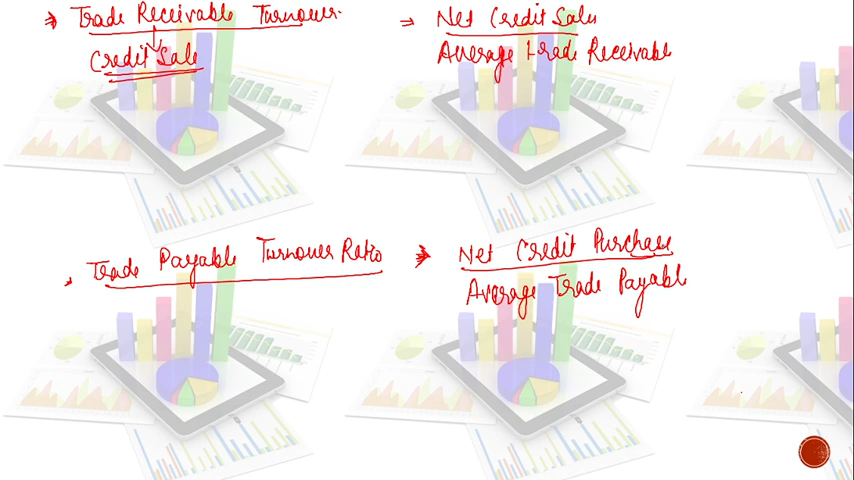 Trade Receivable Turnover.
Credit Sale
= Net Credit Sales
Average trade Receivable
Trade Payable Turnover Ratio
Net Credit Purchase
Average Trade Payable